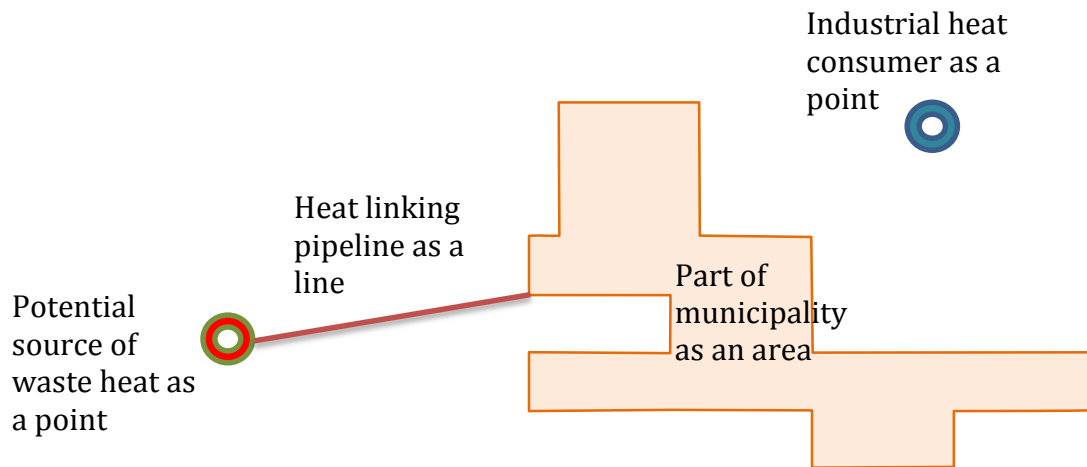 Industrial heat
consumer as a
point
Heat linking
pipeline as a
line
Part of
municipality
as an area
Potential
source of
waste heat as
a point